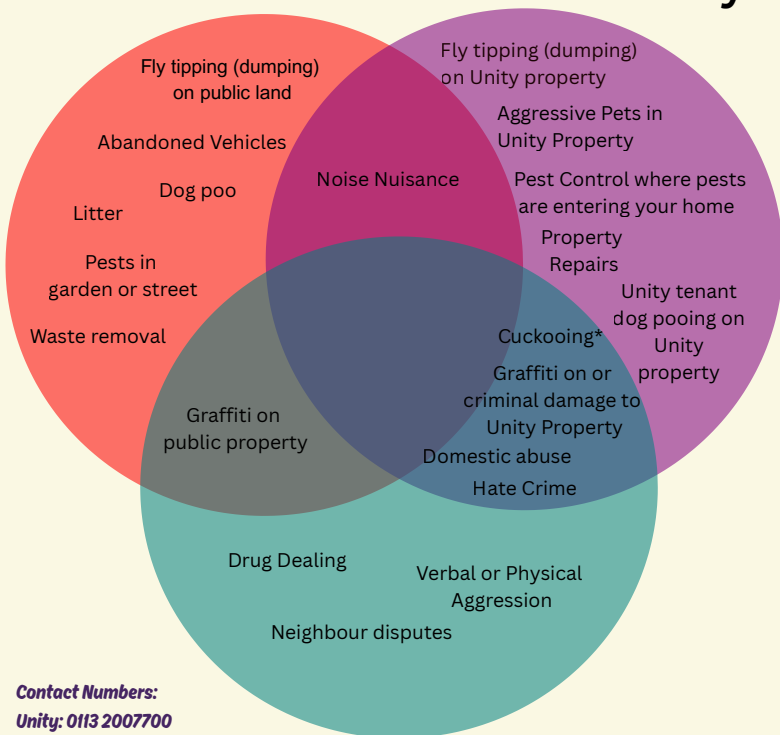 Fly tipping (dumping)
on public land
Abandoned Vehicles
Dog poo
Litter
Pests in
garden or street
Waste removal
Noise Nuisance
Fly tipping (dumping)
on Unity property
Aggressive Pets in
Unity Property
Pest Control where pests
are entering your home
Property
Repairs
Unity tenant
dog pooing on
Unity
property
Cuckooing*
Graffiti on or
criminal damage to
Unity Property
Domestic abuse
Hate Crime
Graffiti on
public property
Drug Dealing
Verbal or Physical
Aggression
Neighbour disputes
Contact Numbers:
Unity: 0113 2007700